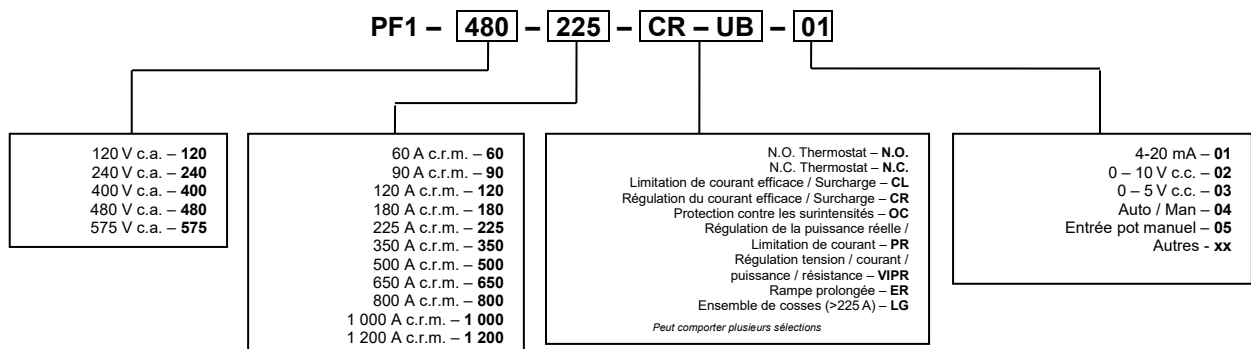 PF1 – 480 – 225 – CR – UB – 01
120 V c.a. – 120
240 V c.a. – 240
400 V c.a. – 400
480 V c.a. – 480
575 V c.a. – 575
60 A c.r.m. – 60
90 A c.r.m. – 90
120 A c.r.m. – 120
180 A c.r.m. – 180
225 A c.r.m. – 225
350 A c.r.m. – 350
500 A c.r.m. – 500
650 A c.r.m. – 650
800 A c.r.m. – 800
1 000 A c.r.m. – 1 000
1 200 A c.r.m. – 1 200
N.O. Thermostat – N.O.
N.C. Thermostat – N.C.
Limitation de courant efficace / Surcharge – CL
Régulation du courant efficace / Surcharge – CR
Protection contre les surintensités – OC
Régulation de la puissance réelle /
Limitation de courant – PR
Régulation tension / courant /
puissance / résistance – VIPR
Rampe prolongée – ER
Ensemble de cosses (>225 A) – LG
Peut comporter plusieurs sélections
4-20 mA – 01
0 – 10 V c.c. – 02
0 – 5 V c.c. – 03
Auto / Man – 04
Entrée pot manuel – 05
Autres - xx